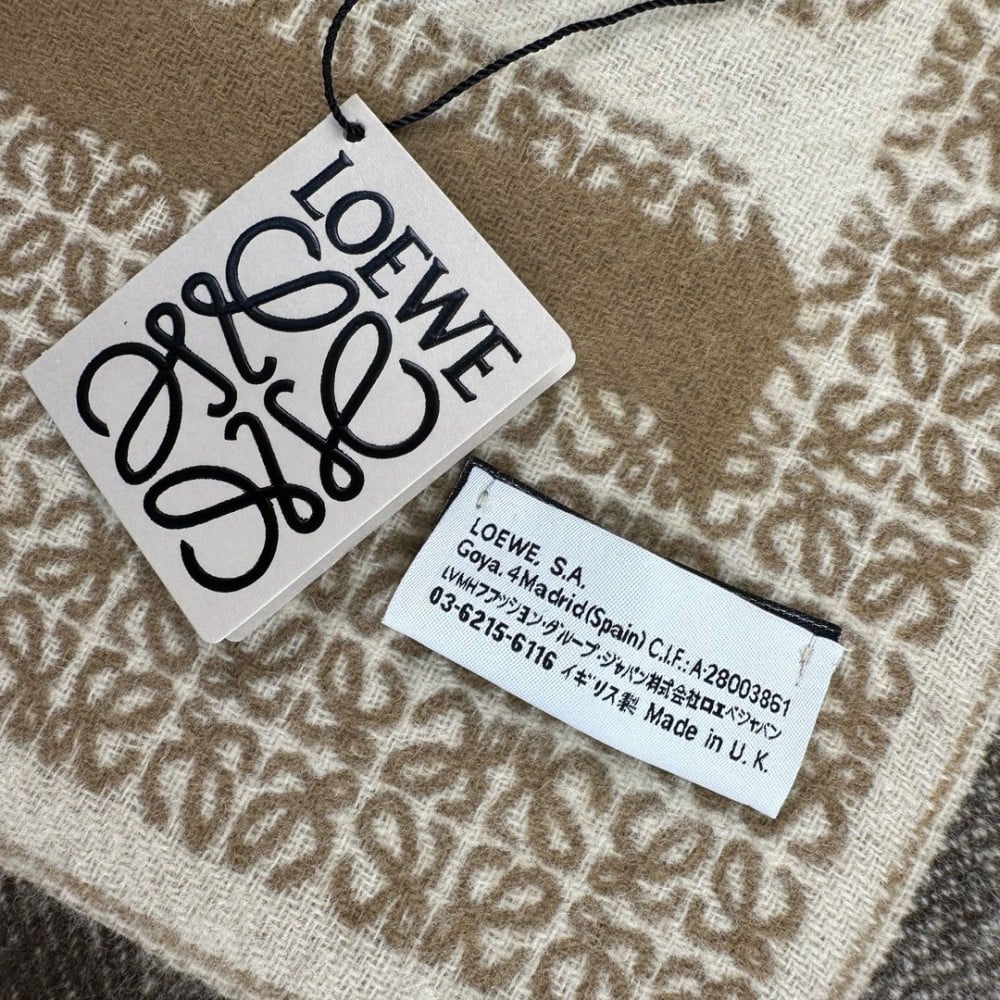 LOEWE
LOEWE, S.A.
Goya. 4 Madrid (Spain) C.I.F.: A-28003861
LVMHファッション・グループ・ジャパン株式会社ロエベジャパン
03-6215-6116 イギリス製 Made in U. K.